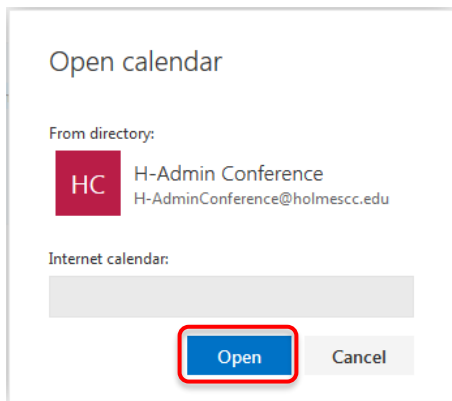 Open calendar
From directory:
HC
H-Admin Conference
H-AdminConference@holmescc.edu
Internet calendar:
Open Cancel